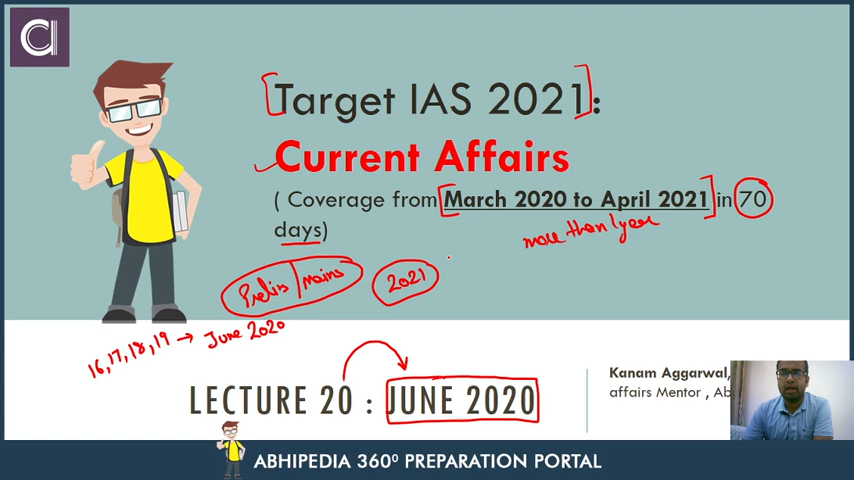 Target IAS 2021:
Current Affairs
( Coverage from March 2020 to April 2021 in 70
days)
more than 1 year
Prelims/mains
2021
16,17,18,19 → June 2020
LECTURE 20 : JUNE 2020
Kanam Aggarwal,
affairs Mentor , Ab
ABHIPEDIA 360⁰ PREPARATION PORTAL